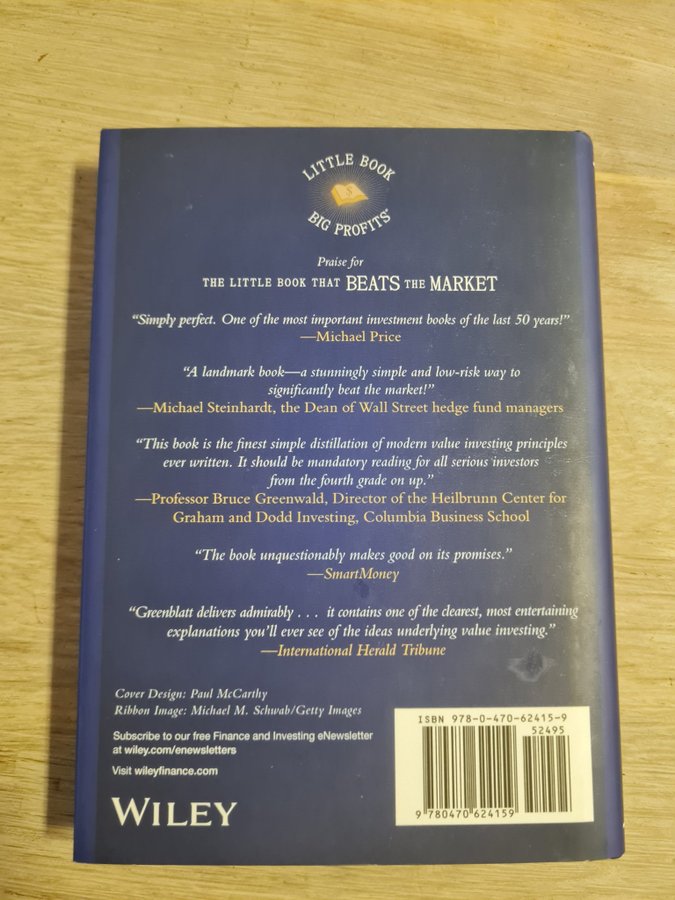 LITTLE BOOK
$
BIG PROFITS™
Praise for
THE LITTLE BOOK THAT BEATS THE MARKET
“Simply perfect. One of the most important investment books of the last 50 years!”
—Michael Price
“A landmark book—a stunningly simple and low-risk way to
significantly beat the market!”
—Michael Steinhardt, the Dean of Wall Street hedge fund managers
“This book is the finest simple distillation of modern value investing principles
ever written. It should be mandatory reading for all serious investors
from the fourth grade on up.”
—Professor Bruce Greenwald, Director of the Heilbrunn Center for
Graham and Dodd Investing, Columbia Business School
“The book unquestionably makes good on its promises.”
—SmartMoney
“Greenblatt delivers admirably . . . it contains one of the clearest, most entertaining
explanations you’ll ever see of the ideas underlying value investing.”
—International Herald Tribune
Cover Design: Paul McCarthy
Ribbon Image: Michael M. Schwab/Getty Images
Subscribe to our free Finance and Investing eNewsletter
at wiley.com/enewsletters
Visit wileyfinance.com
WILEY
ISBN 978-0-470-62415-9
52495
9 780470 624159